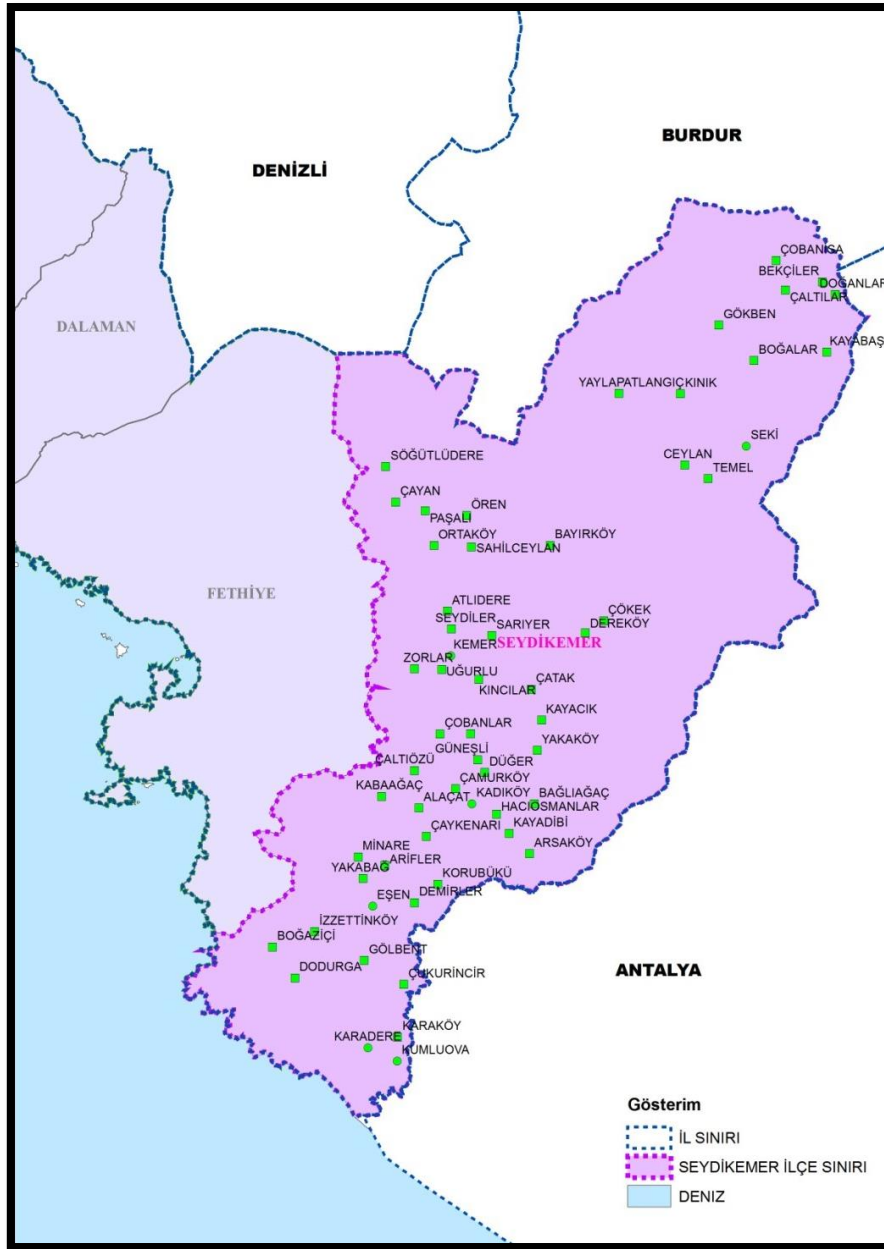 BURDUR
DENİZLİ
ÇOBANISA
BEKÇİLER
DOĞANLAR
ÇALTILAR
DALAMAN
GÖKBEN
KAYABAŞ
BOĞALAR
YAYLAPATLANGIÇ
KINIK
SEKİ
SÖĞÜTLÜDERE
CEYLAN
TEMEL
ÇAYAN
PAŞALI
ÖREN
ORTAKÖY
SAHİLCEYLAN
BAYIRKÖY
FETHİYE
ATLIDERE
SEYDİLER
SARIYER
ÇÖKEK
DEREKÖY
KEMER
SEYDİKEMER
ZORLAR
UĞURLU
KINCILAR
ÇATAK
KAYACIK
ÇOBANLAR
GÜNEŞLİ
YAKAKÖY
ÇALTIÖZÜ
DÜĞER
ÇAMURKÖY
KABAAĞAÇ
ALAÇAT
KADIKÖY
BAĞLIAĞAÇ
HACIOSMANLAR
ÇAYKENARI
KAYADİBİ
MİNARE
ARSAKÖY
ARİFLER
YAKABAĞ
KORUBÜKÜ
EŞEN
DEMİRLER
İZZETTİNKÖY
BOĞAZİÇİ
GÖLBENT
DODURGA
ÇUKURİNCİR
ANTALYA
KARAKÖY
KARADERE
KUMLUOVA
Gösterim
İL SINIRI
SEYDİKEMER İLÇE SINIRI
DENIZ